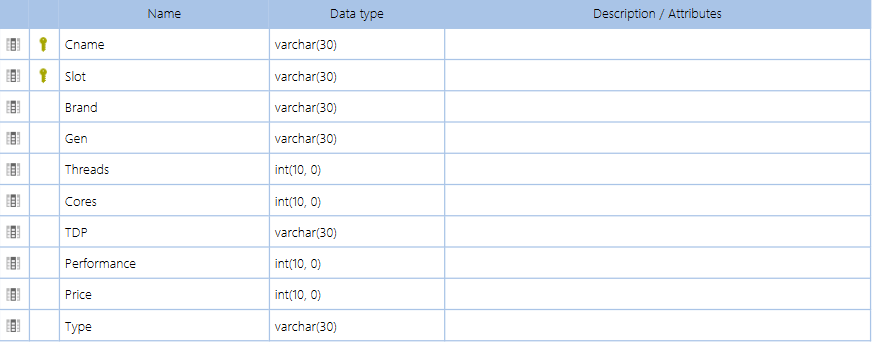 Name Data type Description / Attributes
Cname varchar(30)
Slot varchar(30)
Brand varchar(30)
Gen varchar(30)
Threads int(10, 0)
Cores int(10, 0)
TDP varchar(30)
Performance int(10, 0)
Price int(10, 0)
Type varchar(30)